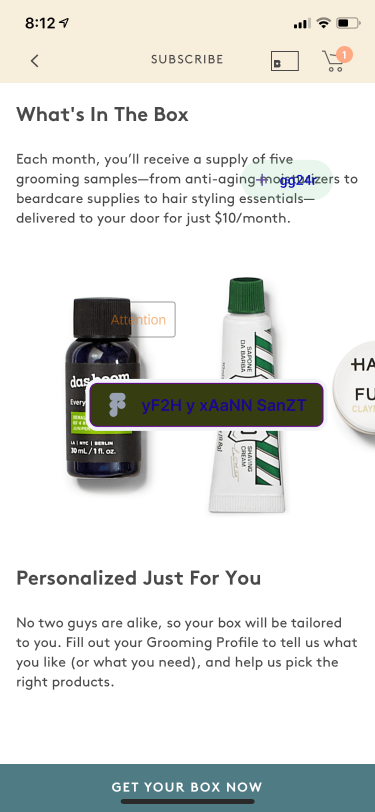 8:12
SUBSCRIBE
B
1
What's In The Box
Each month, you'll receive a supply of five
grooming samples—from anti-aging moisturizers to
gg24r
beardcare supplies to hair styling essentials—
delivered to your door for just $10/month.
Attention
das boom
Every
yF2H y xAaNN SanZT
LA | NYC | BERLIN
30 mL / 1 fl. oz.
SAPONE
DA BARBA
SHAVING
CREAM
HA
FU
CLAY
Personalized Just For You
No two guys are alike, so your box will be tailored
to you. Fill out your Grooming Profile to tell us what
you like (or what you need), and help us pick the
right products.
GET YOUR BOX NOW